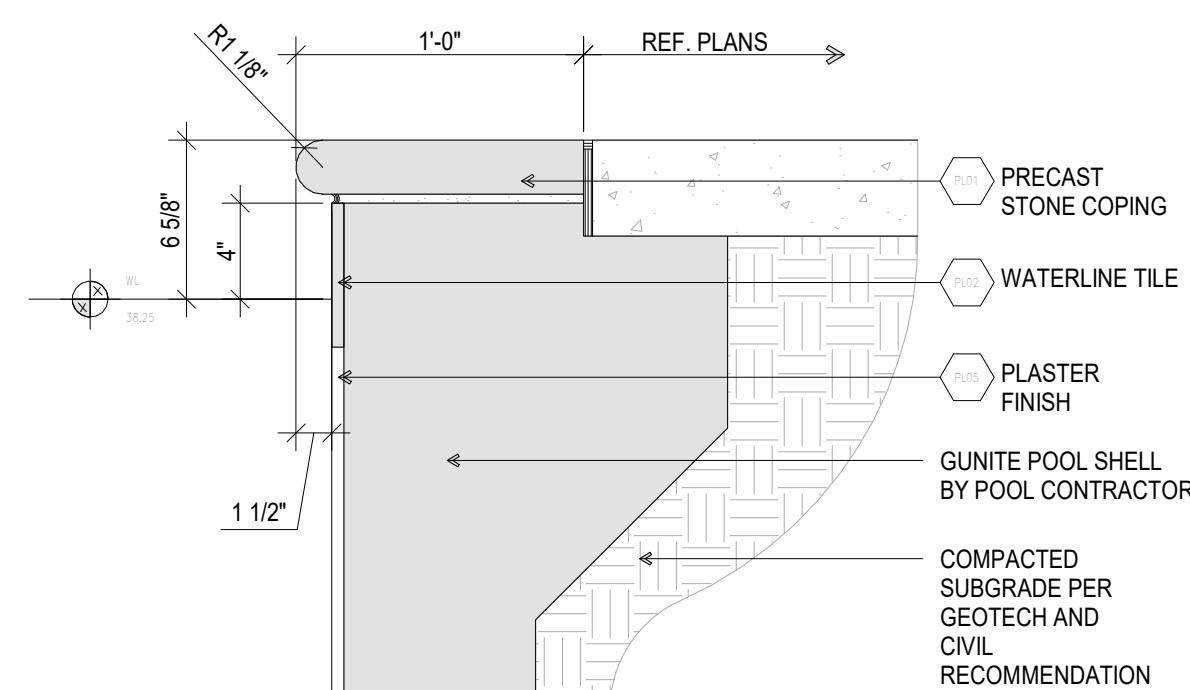 R1 1/8"
1'-0"
REF. PLANS
6 5/8"
4"
WL
38.25
1 1/2"
PL01
PRECAST
STONE COPING
PL02
WATERLINE TILE
PL05
PLASTER
FINISH
GUNITE POOL SHELL
BY POOL CONTRACTOR
COMPACTED
SUBGRADE PER
GEOTECH AND
CIVIL
RECOMMENDATION